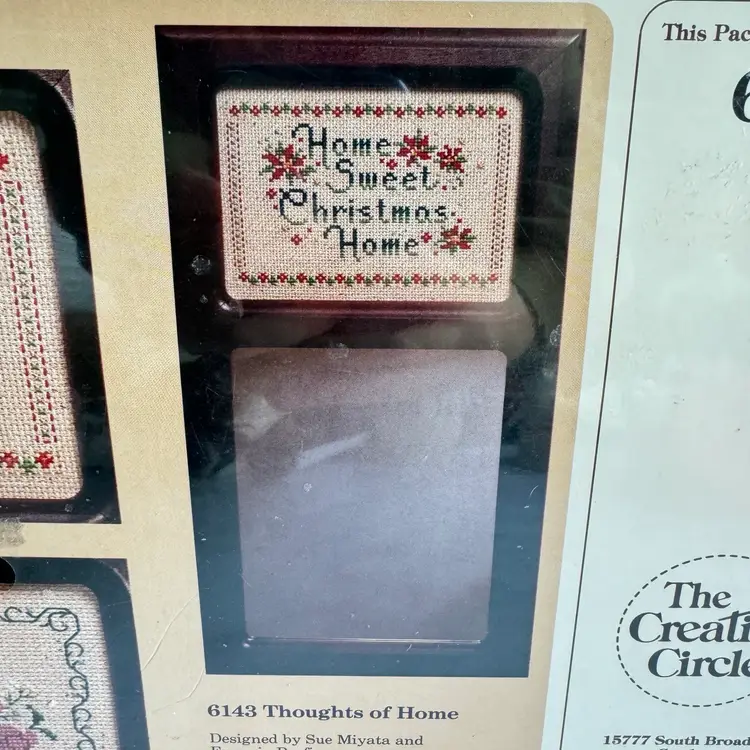 Home
Sweet
Christmas
Home
6143 Thoughts of Home
Designed by Sue Miyata and
This Pac
6
The
Creati
Circle
15777 South Broad